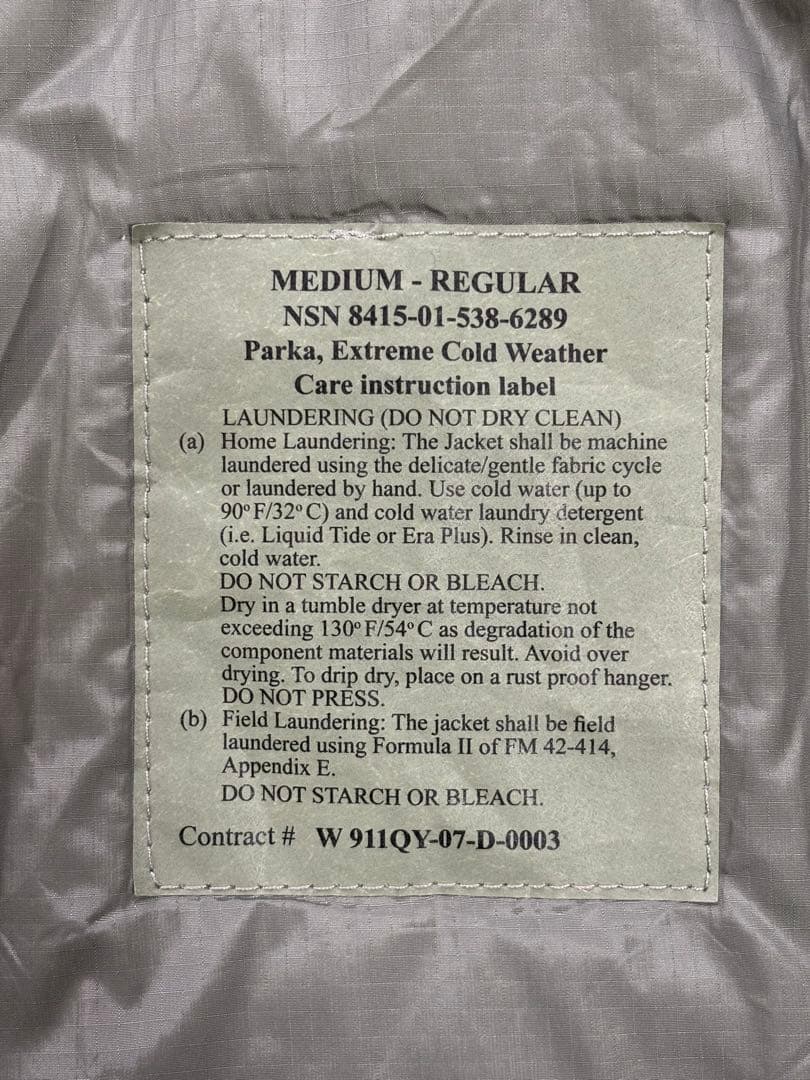 MEDIUM - REGULAR
NSN 8415-01-538-6289
Parka, Extreme Cold Weather
Care instruction label
LAUNDERING (DO NOT DRY CLEAN)
(a) Home Laundering: The Jacket shall be machine
laundered using the delicate/gentle fabric cycle
or laundered by hand. Use cold water (up to
90º F/32º C) and cold water laundry detergent
(i.e. Liquid Tide or Era Plus). Rinse in clean,
cold water.
DO NOT STARCH OR BLEACH.
Dry in a tumble dryer at temperature not
exceeding 130º F/54º C as degradation of the
component materials will result. Avoid over
drying. To drip dry, place on a rust proof hanger.
DO NOT PRESS.
(b) Field Laundering: The jacket shall be field
laundered using Formula II of FM 42-414,
Appendix E.
DO NOT STARCH OR BLEACH.
Contract # W 911QY-07-D-0003